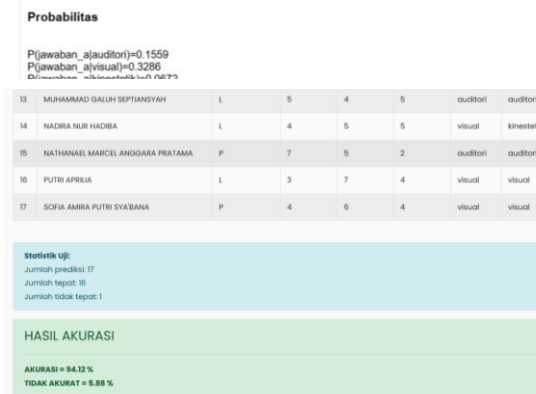 Probabilitas
P(jawaban_a|auditori)=0.1559
P(jawaban_a|visual)=0.3286
P(jawaban_a|kinestetik)=0.0672
13 MUHAMMAD GALUH SEPTIANSYAH L 5 4 5 auditori auditori
14 NADIRA NUR HADIBA L 4 5 5 visual kinestet
15 NATHANAEL MARCEL ANGGARA PRATAMA P 7 5 2 auditori auditori
16 PUTRI APRILIA L 3 7 4 visual visual
17 SOFIA AMIRA PUTRI SYA'BANA P 4 6 4 visual visual
Statistik Uji:
Jumlah prediksi: 17
Jumlah tepat: 16
Jumlah tidak tepat: 1
HASIL AKURASI
AKURASI = 94.12 %
TIDAK AKURAT = 5.88 %